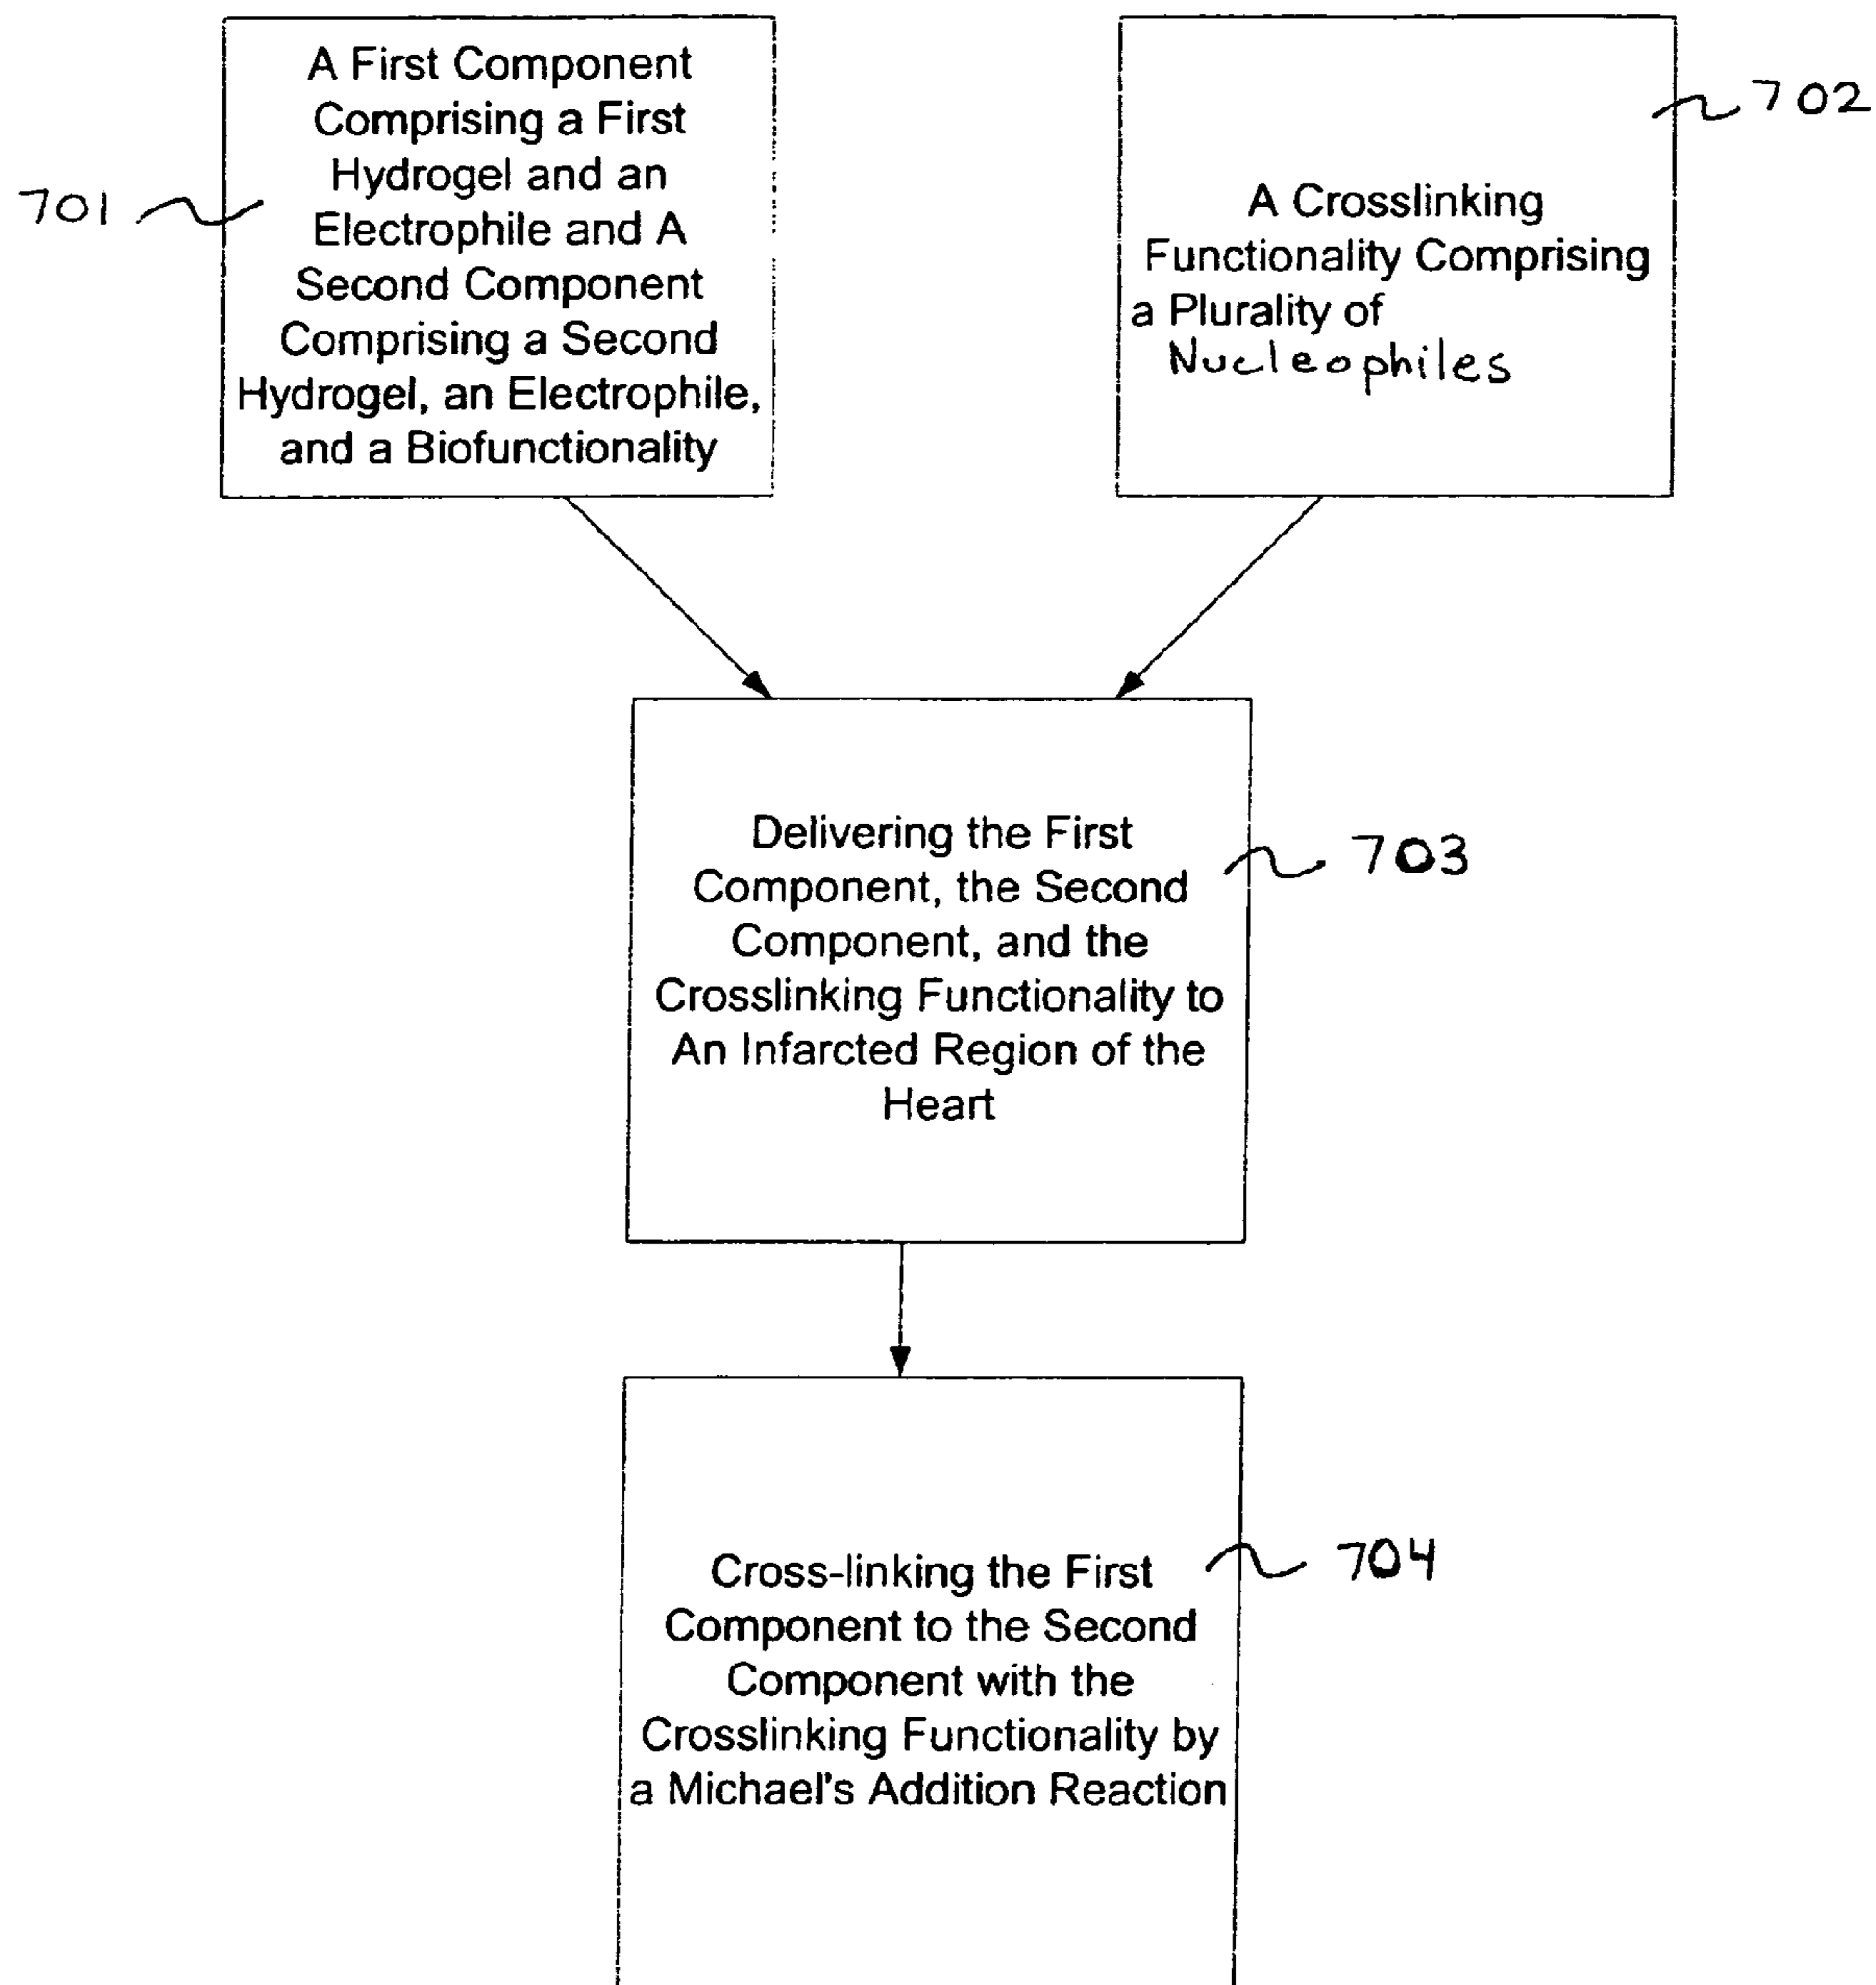 A First Component
Comprising a First
Hydrogel and an
Electrophile and A
Second Component
Comprising a Second
Hydrogel, an Electrophile,
and a Biofunctionality
701
A Crosslinking
Functionality Comprising
a Plurality of
Nucleophiles
702
Delivering the First
Component, the Second
Component, and the
Crosslinking Functionality to
An Infarcted Region of the
Heart
703
Cross-linking the First
Component to the Second
Component with the
Crosslinking Functionality by
a Michael's Addition Reaction
704